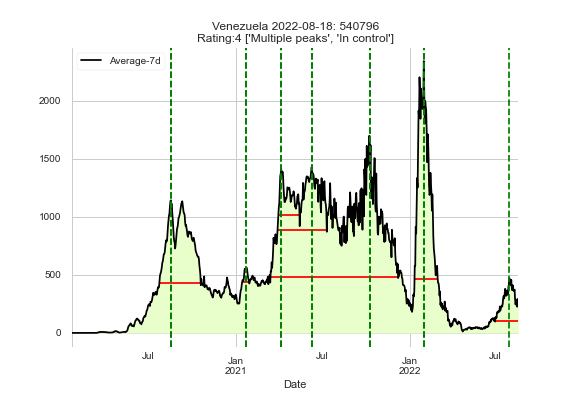 Venezuela 2022-08-18: 540796
Rating:4 ['Multiple peaks', 'In control']
Average-7d
2000
1500
1000
500
0
Jul
Jan
2021
Jul
Jan
2022
Jul
Date